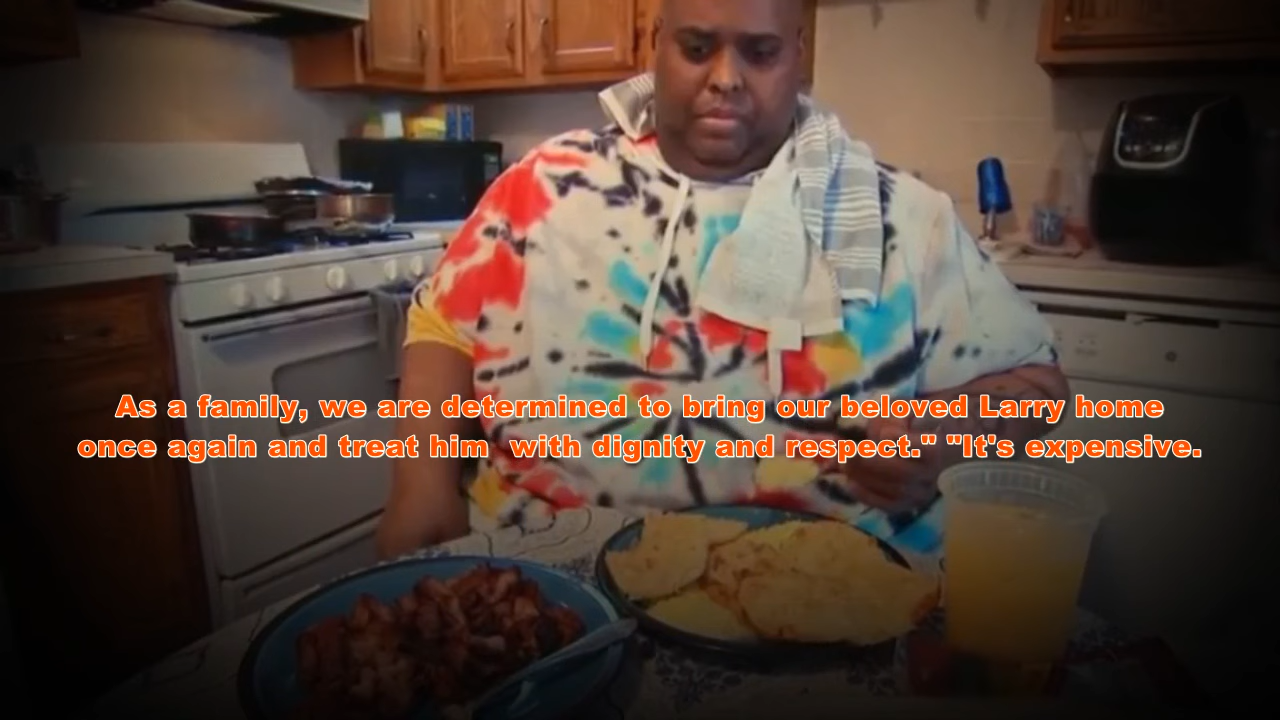 As a family, we are determined to bring our beloved Larry home
once again and treat him  with dignity and respect." "It's expensive.